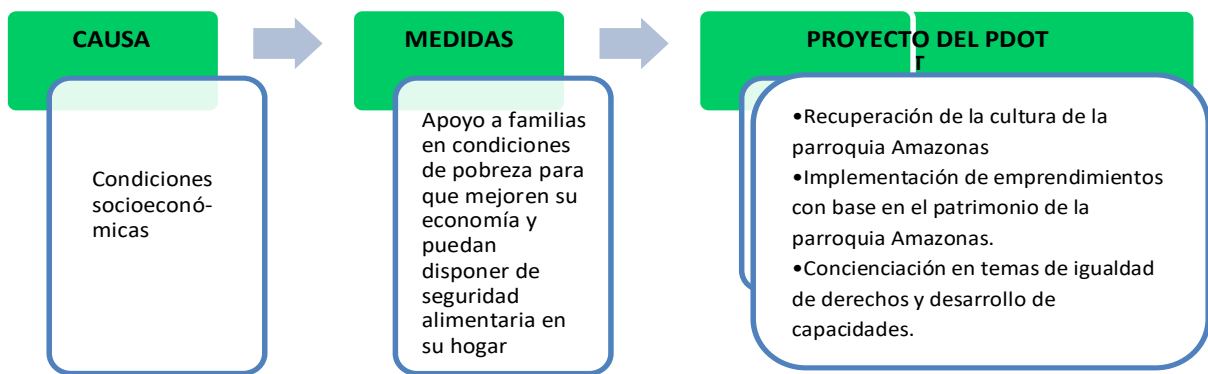 CAUSA
Condiciones
socioeconó-
micas
MEDIDAS
Apoyo a familias
en condiciones
de pobreza para
que mejoren su
economía y
puedan
disponer de
seguridad
alimentaria en
su hogar
PROYECTO DEL PDOT
T
•Recuperación de la cultura de la
parroquia Amazonas
•Implementación de emprendimientos
con base en el patrimonio de la
parroquia Amazonas.
•Concienciación en temas de igualdad
de derechos y desarrollo de
capacidades.